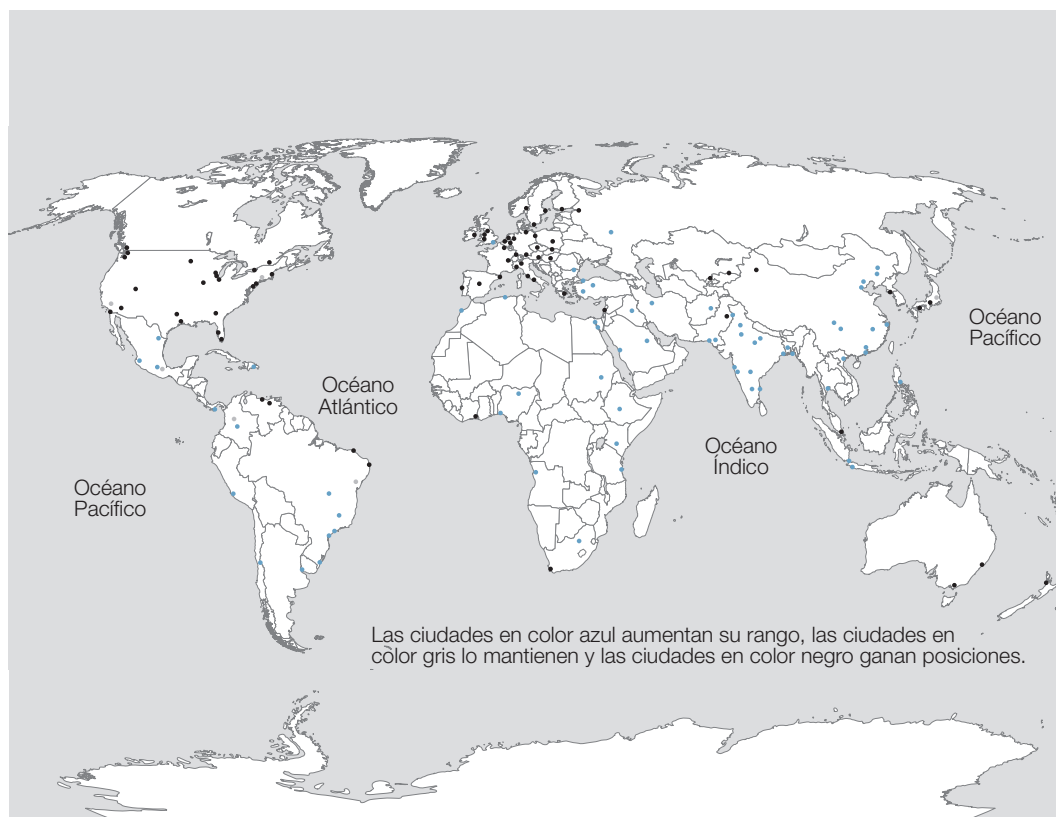 Océano
Pacífico
Océano
Atlántico
Océano
Índico
Océano
Pacífico
Las ciudades en color azul aumentan su rango, las ciudades en
color gris lo mantienen y las ciudades en color negro ganan posiciones.